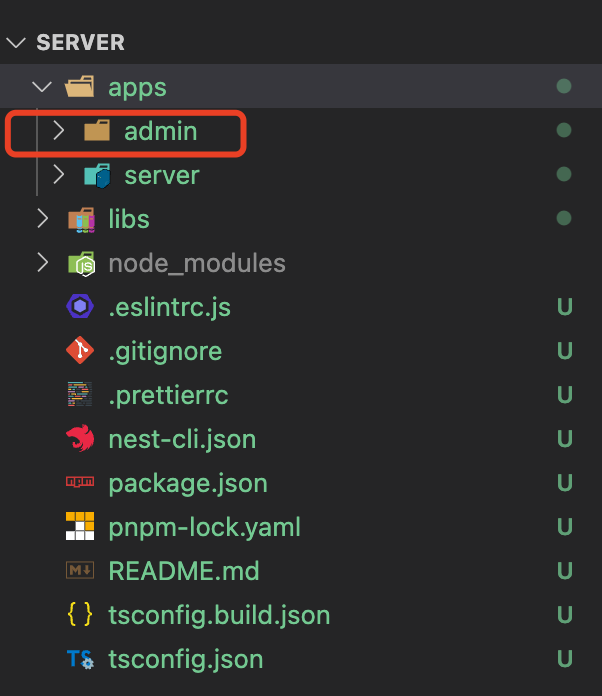 SERVER
apps
admin
server
libs
node_modules
.eslintrc.js U
.gitignore U
.prettierrc U
nest-cli.json U
package.json U
pnpm-lock.yaml U
README.md U
tsconfig.build.json U
tsconfig.json U